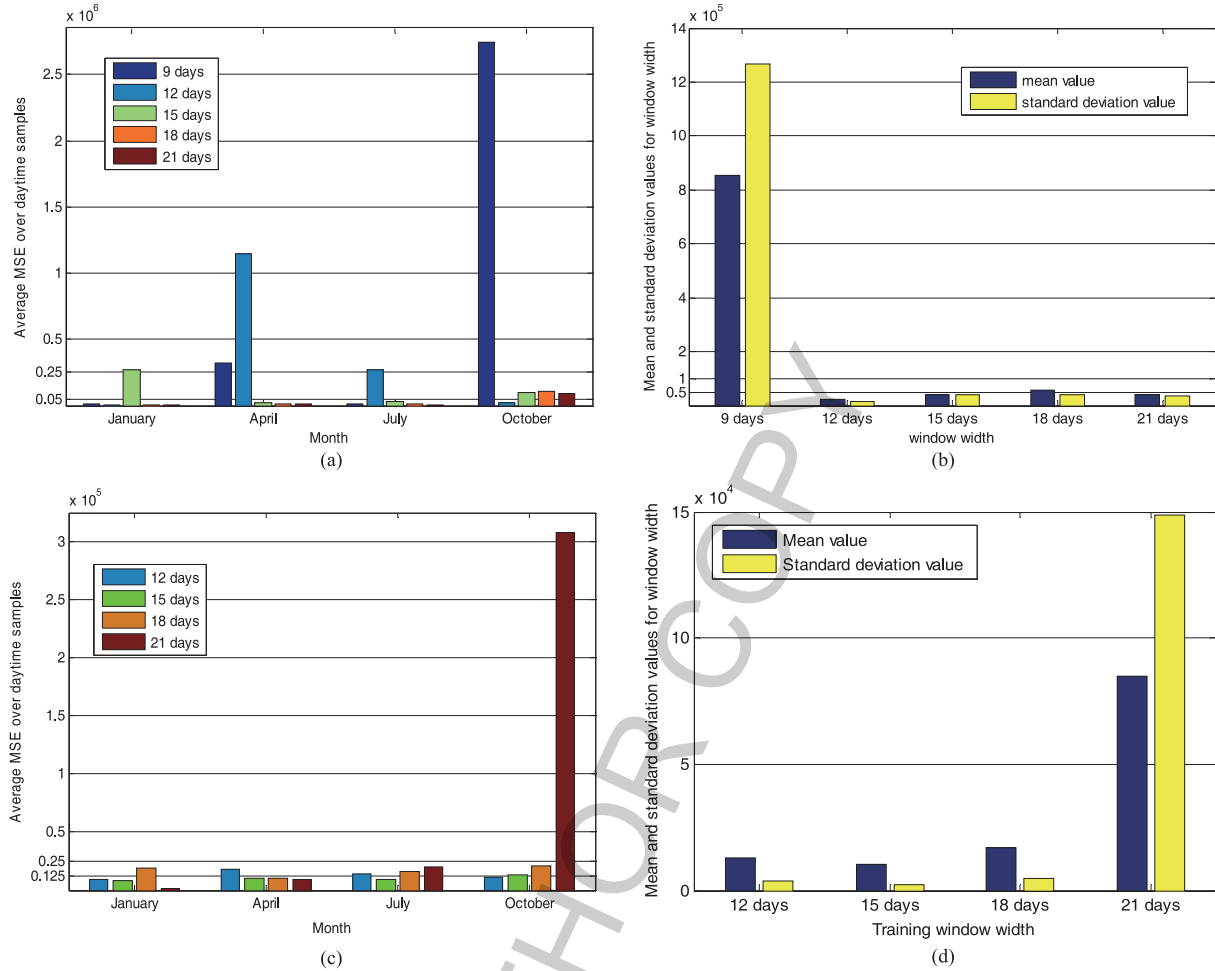 x 10^6
Average MSE over daytime samples
2.5
2
1.5
1
0.5
0.25
0.05
9 days
12 days
15 days
18 days
21 days
January
April
July
October
Month
(a)
x 10^5
Mean and standard deviation values for window width
14
12
10
8
6
4
2
1
0.5
mean value
standard deviation value
9 days
12 days
15 days
18 days
21 days
window width
(b)
x 10^5
Average MSE over daytime samples
3
2.5
2
1.5
1
0.5
0.25
0.125
12 days
15 days
18 days
21 days
January
April
July
October
Month
(c)
x 10^4
Mean and standard deviation values for window width
15
10
5
0
Mean value
Standard deviation value
12 days
15 days
18 days
21 days
Training window width
(d)
THOR COPY